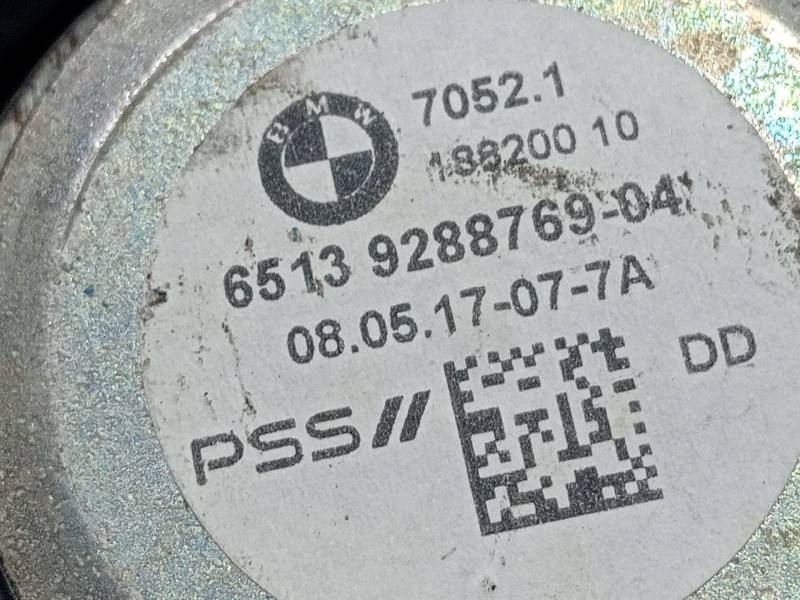 BMW
7052.1
188200 10
6513 9288769-04
08.05.17-07-7A
DD
PSS//